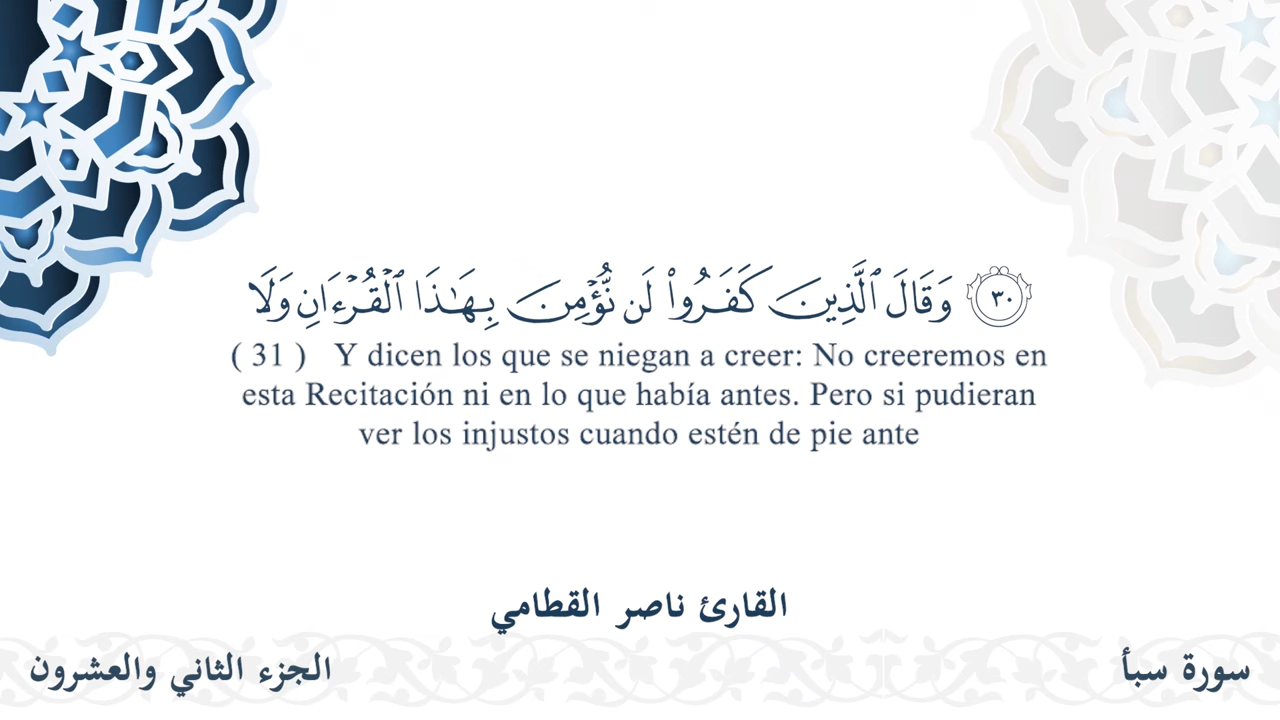 ٣٠ وَقَالَ ٱلَّذِينَ كَفَرُوا۟ لَن نُّؤْمِنَ بِهَـٰذَا ٱلْقُرْءَانِ وَلَا
( 31 ) Y dicen los que se niegan a creer: No creeremos en
esta Recitación ni en lo que había antes. Pero si pudieran
ver los injustos cuando estén de pie ante
القارئ ناصر القطامي
سورة سبأ
الجزء الثاني والعشرون